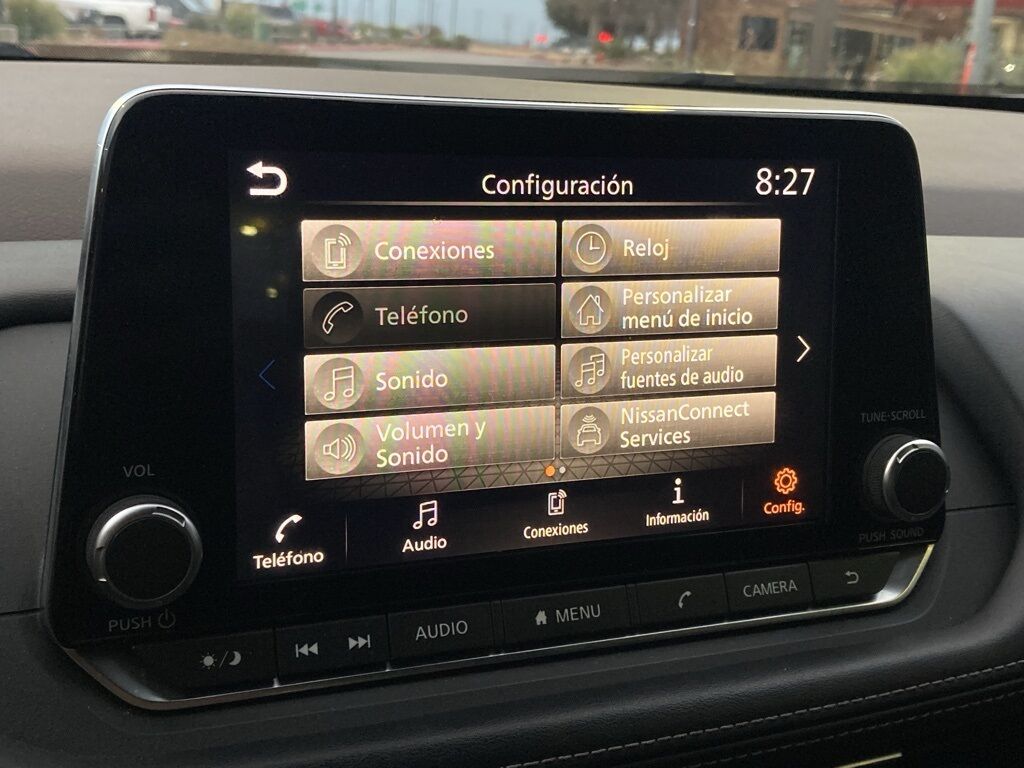 Configuración
8:27
Conexiones
Reloj
Teléfono
Personalizar
menú de inicio
Sonido
Personalizar
fuentes de audio
Volumen y
Sonido
NissanConnect
Services
TUNE·SCROLL
VOL
Teléfono
Audio
Conexiones
Información
Config.
PUSH SOUND
PUSH
AUDIO
MENU
CAMERA